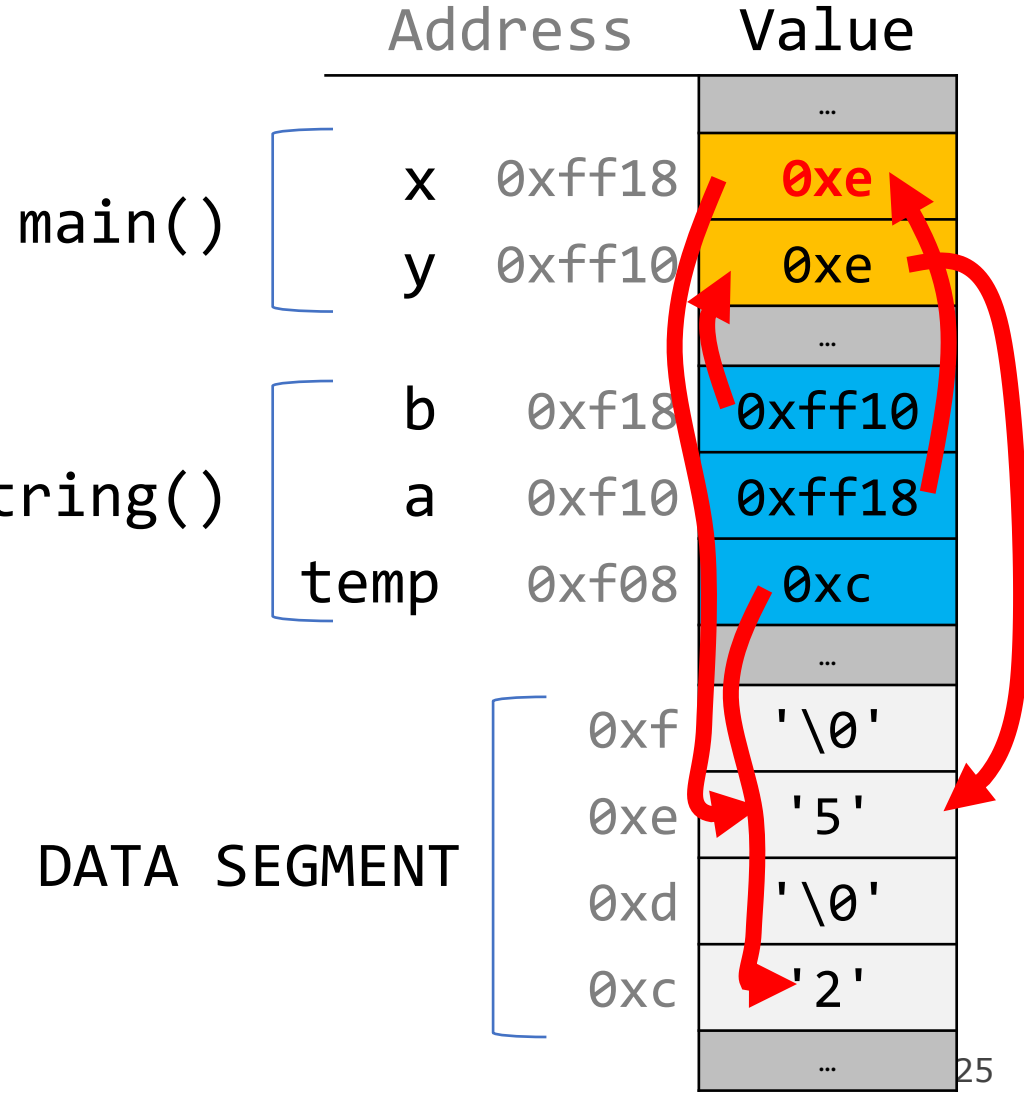 Address Value
…
x 0xff18 0xe
main()
y 0xff10 0xe
…
b 0xf18 0xff10
tring() a 0xf10 0xff18
temp 0xf08 0xc
…
0xf '\0'
0xe '5'
DATA SEGMENT
0xd '\0'
0xc '2'
… 25